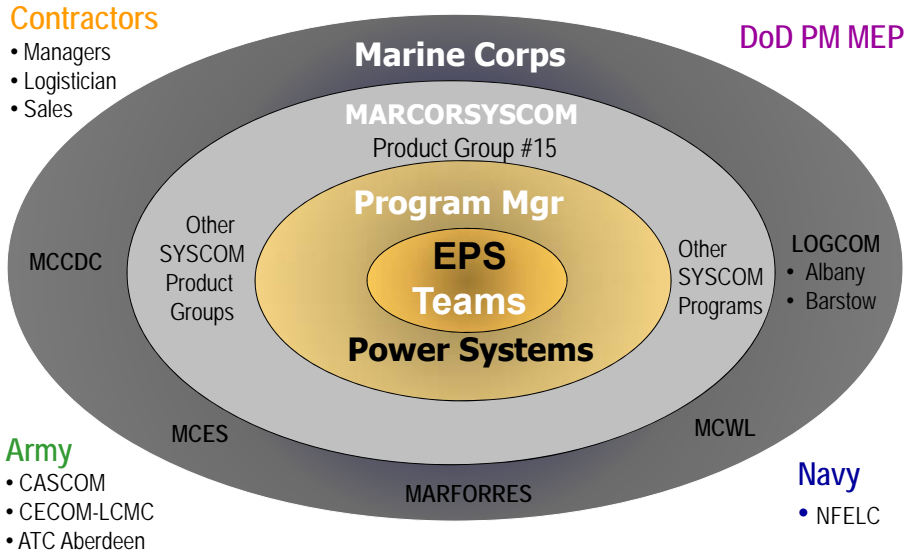 Contractors
• Managers
• Logistician
• Sales
DoD PM MEP
Marine Corps
MARCORSYSCOM
Product Group #15
Program Mgr
EPS
Teams
Power Systems
Other
SYSCOM
Product
Groups
Other
SYSCOM
Programs
MCCDC
LOGCOM
• Albany
• Barstow
MCES
MCWL
MARFORRES
Army
• CASCOM
• CECOM-LCMC
• ATC Aberdeen
Navy
• NFELC